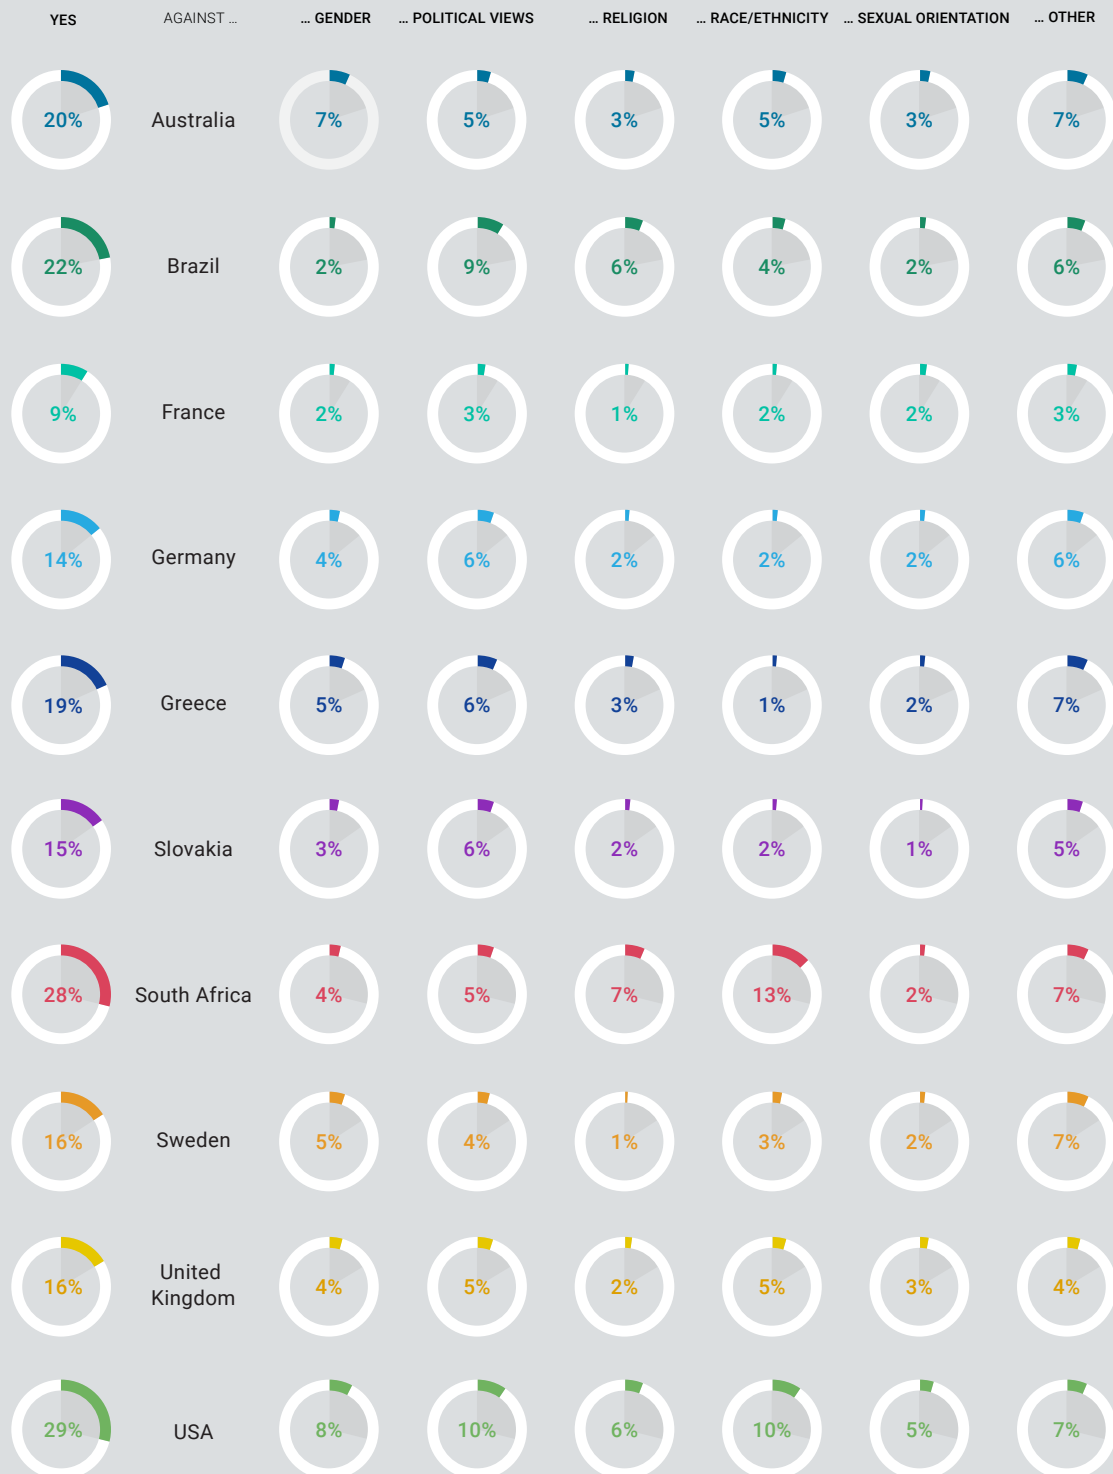 YES AGAINST … … GENDER … POLITICAL VIEWS … RELIGION … RACE/ETHNICITY … SEXUAL ORIENTATION … OTHER
20% Australia 7% 5% 3% 5% 3% 7%
22% Brazil 2% 9% 6% 4% 2% 6%
9% France 2% 3% 1% 2% 2% 3%
14% Germany 4% 6% 2% 2% 2% 6%
19% Greece 5% 6% 3% 1% 2% 7%
15% Slovakia 3% 6% 2% 2% 1% 5%
28% South Africa 4% 5% 7% 13% 2% 7%
16% Sweden 5% 4% 1% 3% 2% 7%
16% United Kingdom 4% 5% 2% 5% 3% 4%
29% USA 8% 10% 6% 10% 5% 7%